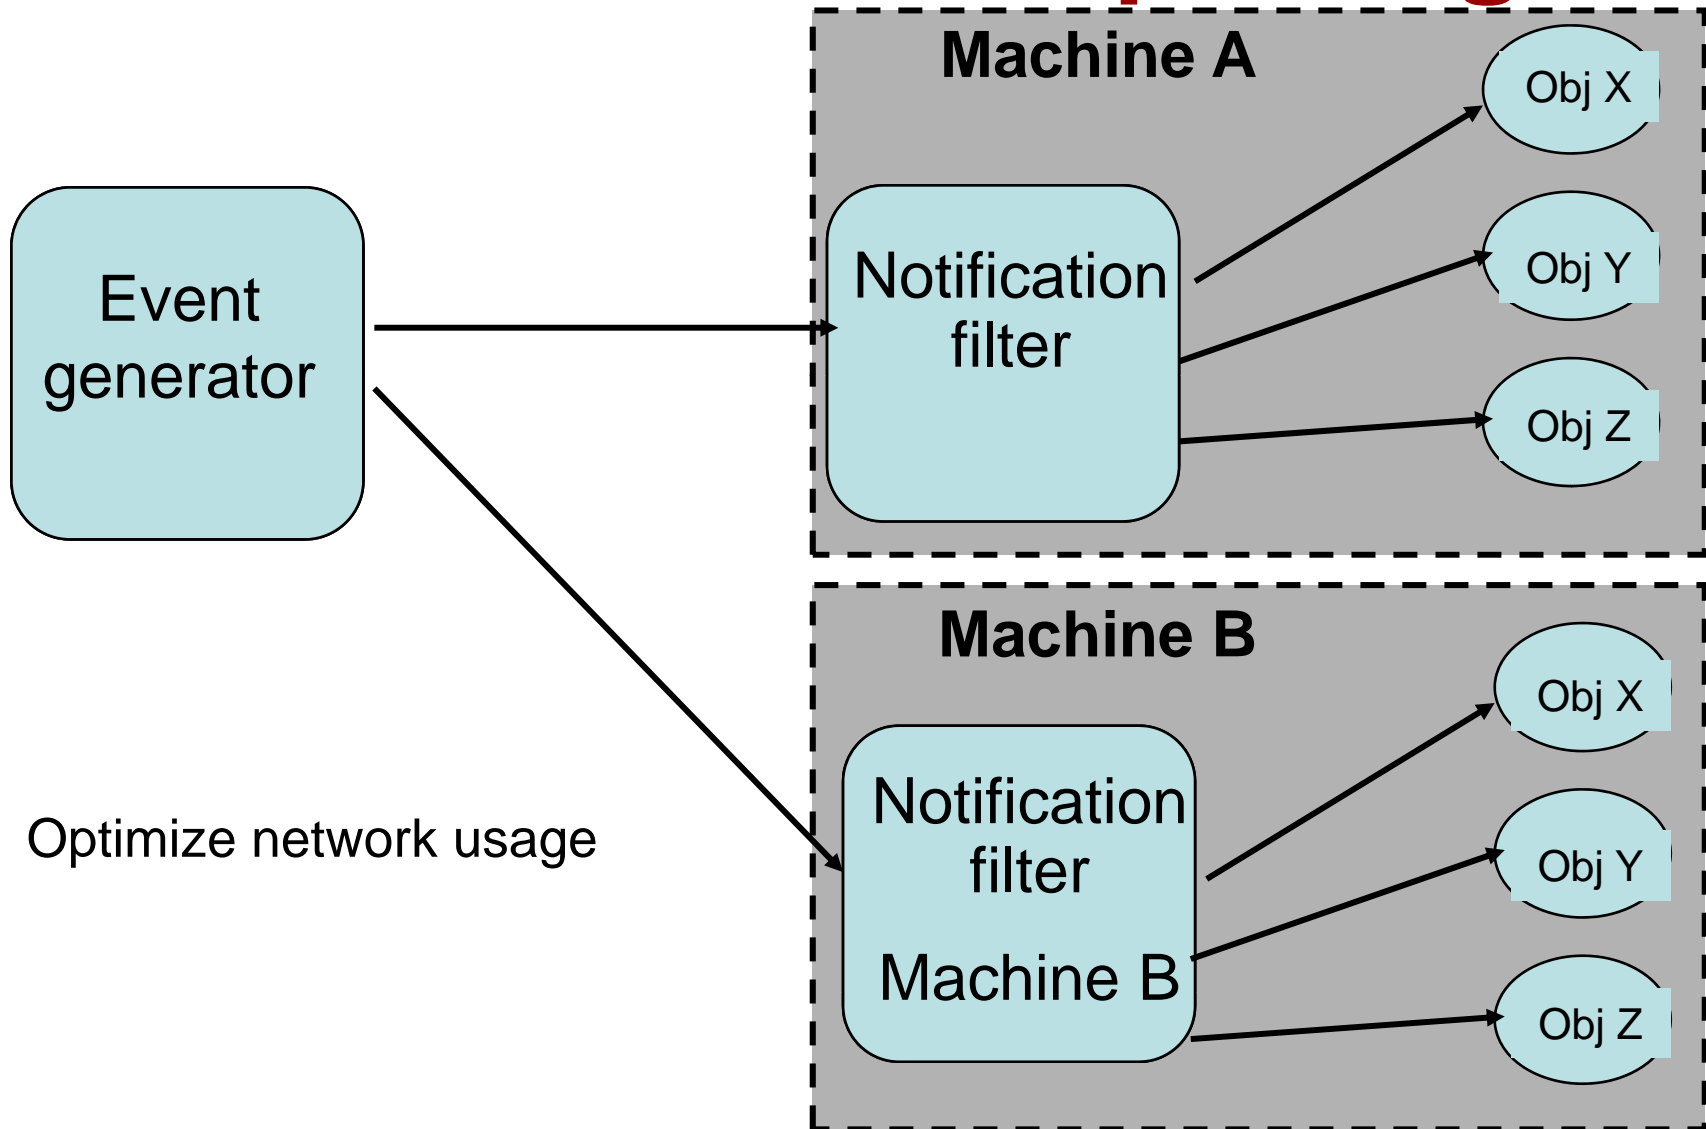 Machine A
Obj X
Event
generator
Notification
filter
Obj Y
Obj Z
Machine B
Obj X
Optimize network usage
Notification
filter
Machine B
Obj Y
Obj Z